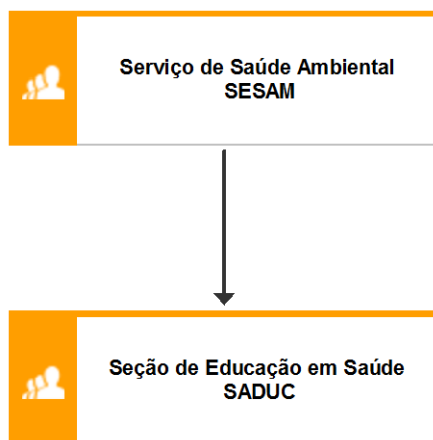 Serviço de Saúde Ambiental
SESAM
Seção de Educação em Saúde
SADUC